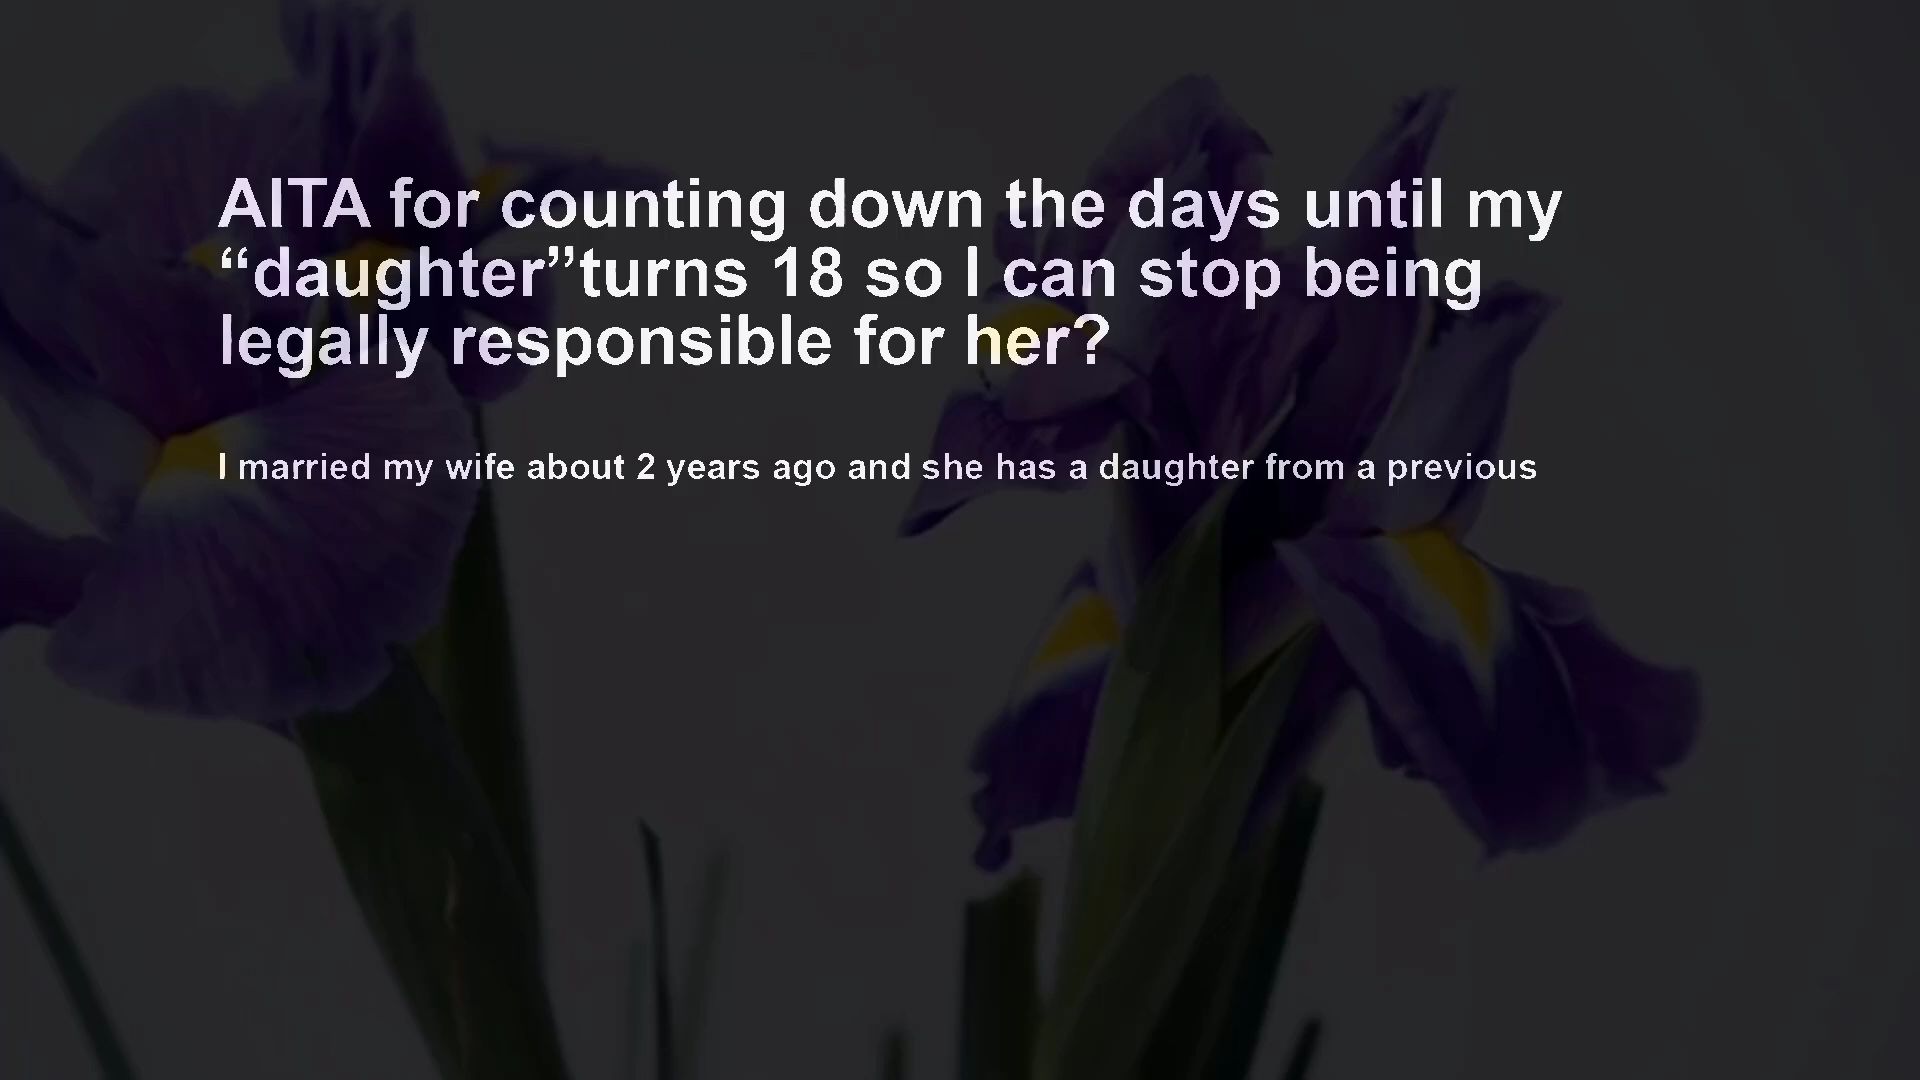 AITA for counting down the days until my
“daughter”turns 18 so I can stop being
legally responsible for her?
I married my wife about 2 years ago and she has a daughter from a previous